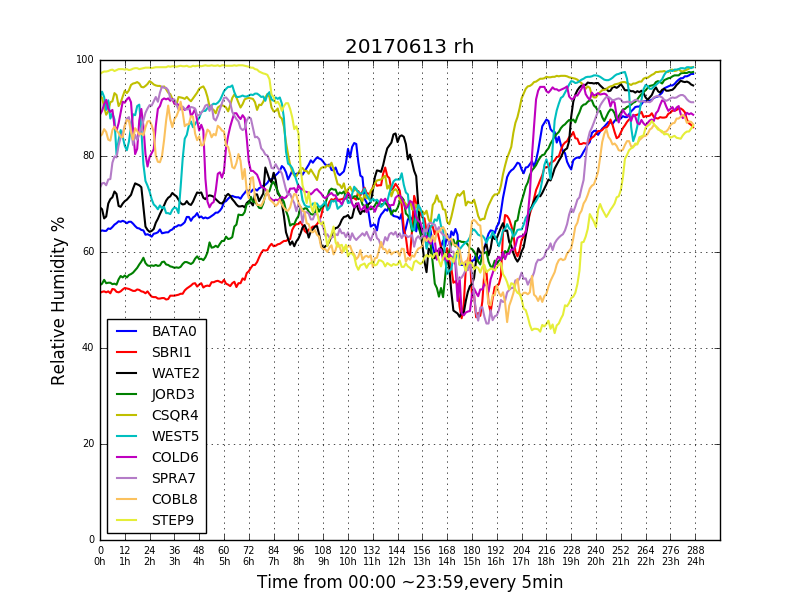 20170613 rh
100
80
60
40
20
0
Relative Humidity %
BATA0
SBRI1
WATE2
JORD3
CSQR4
WEST5
COLD6
SPRA7
COBL8
STEP9
0 12 24 36 48 60 72 84 96 108 120 132 144 156 168 180 192 204 216 228 240 252 264 276 288
0h 1h 2h 3h 4h 5h 6h 7h 8h 9h 10h 11h 12h 13h 14h 15h 16h 17h 18h 19h 20h 21h 22h 23h 24h
Time from 00:00 ~23:59,every 5min